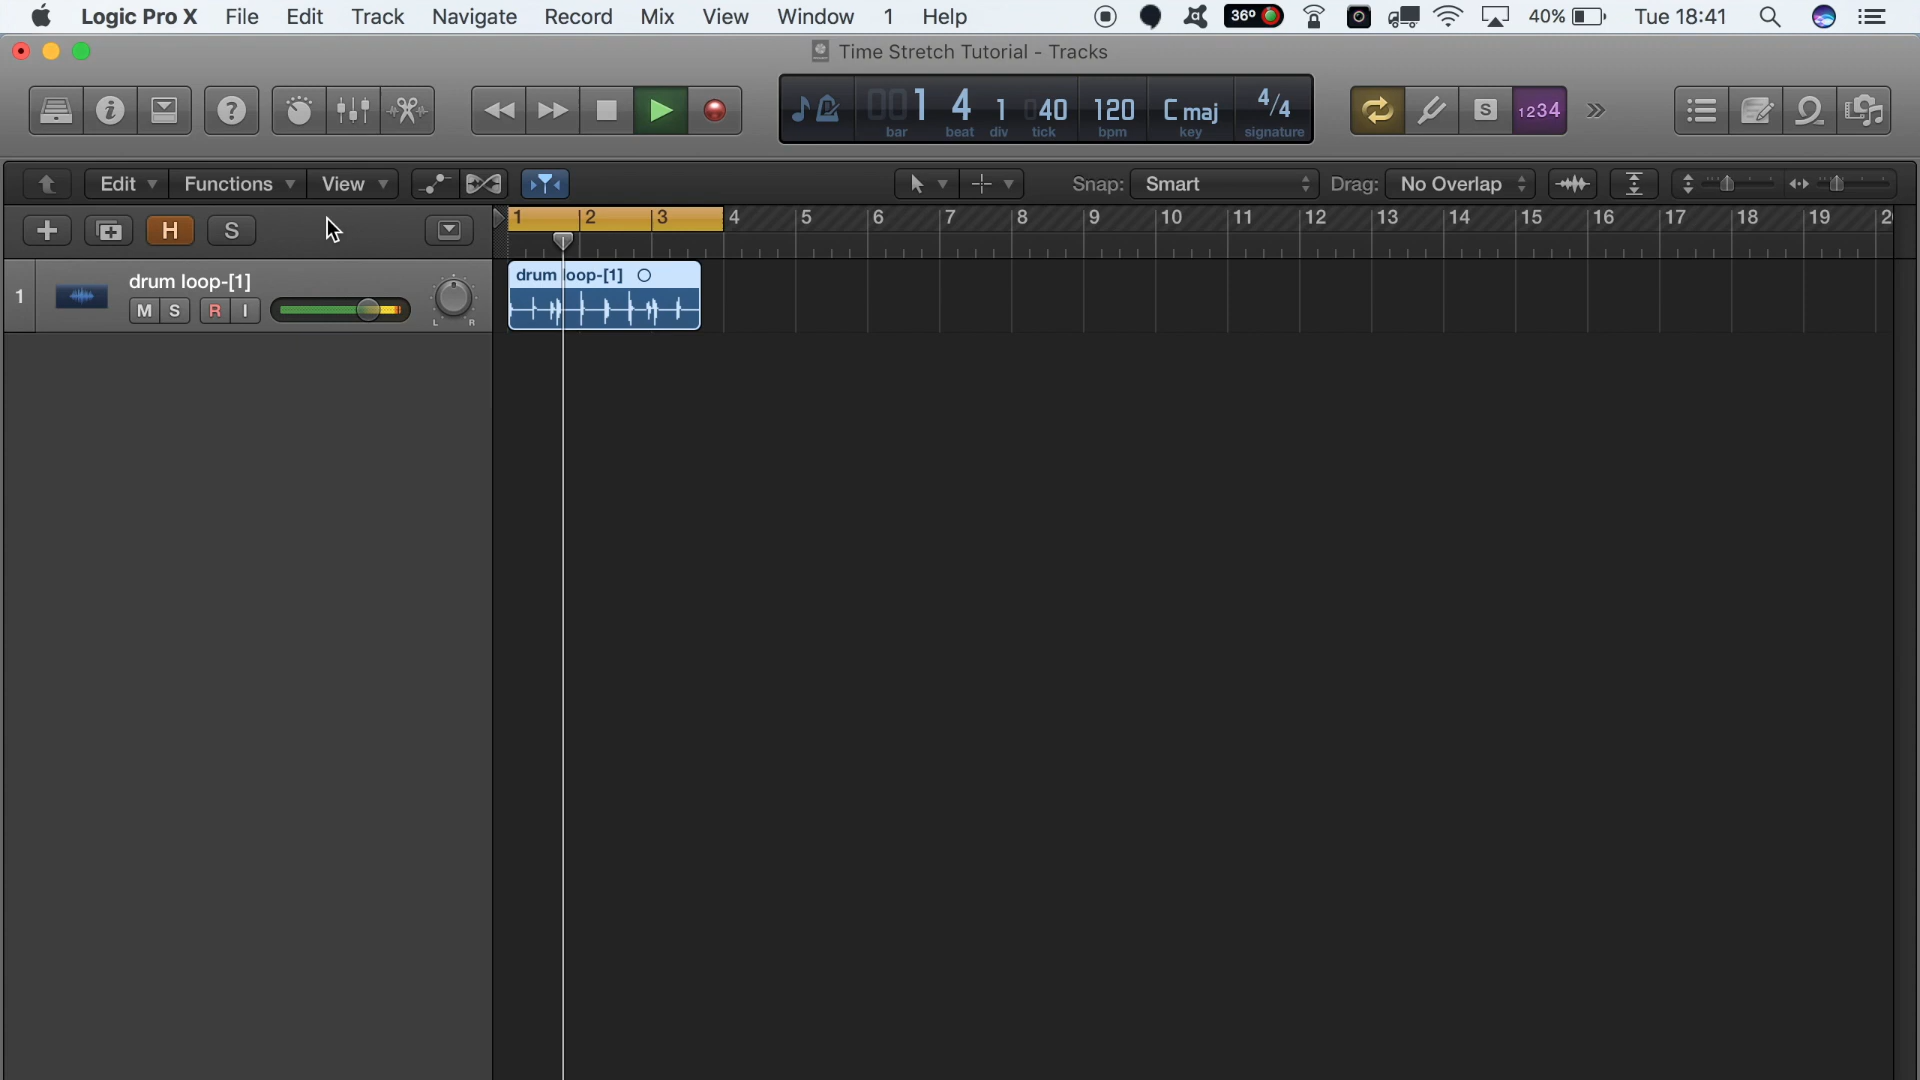 Logic Pro X File Edit Track Navigate Record Mix View Window 1 Help 36° 40% Tue 18:41
Time Stretch Tutorial - Tracks
001 4 1 040 120 C maj 4/4
bar beat div tick bpm key signature
S 1234
Edit Functions View Snap: Smart Drag: No Overlap
H S 1 2 3 4 5 6 7 8 9 10 11 12 13 14 15 16 17 18 19 2
1 drum loop-[1] drum loop-[1]
M S R I L R